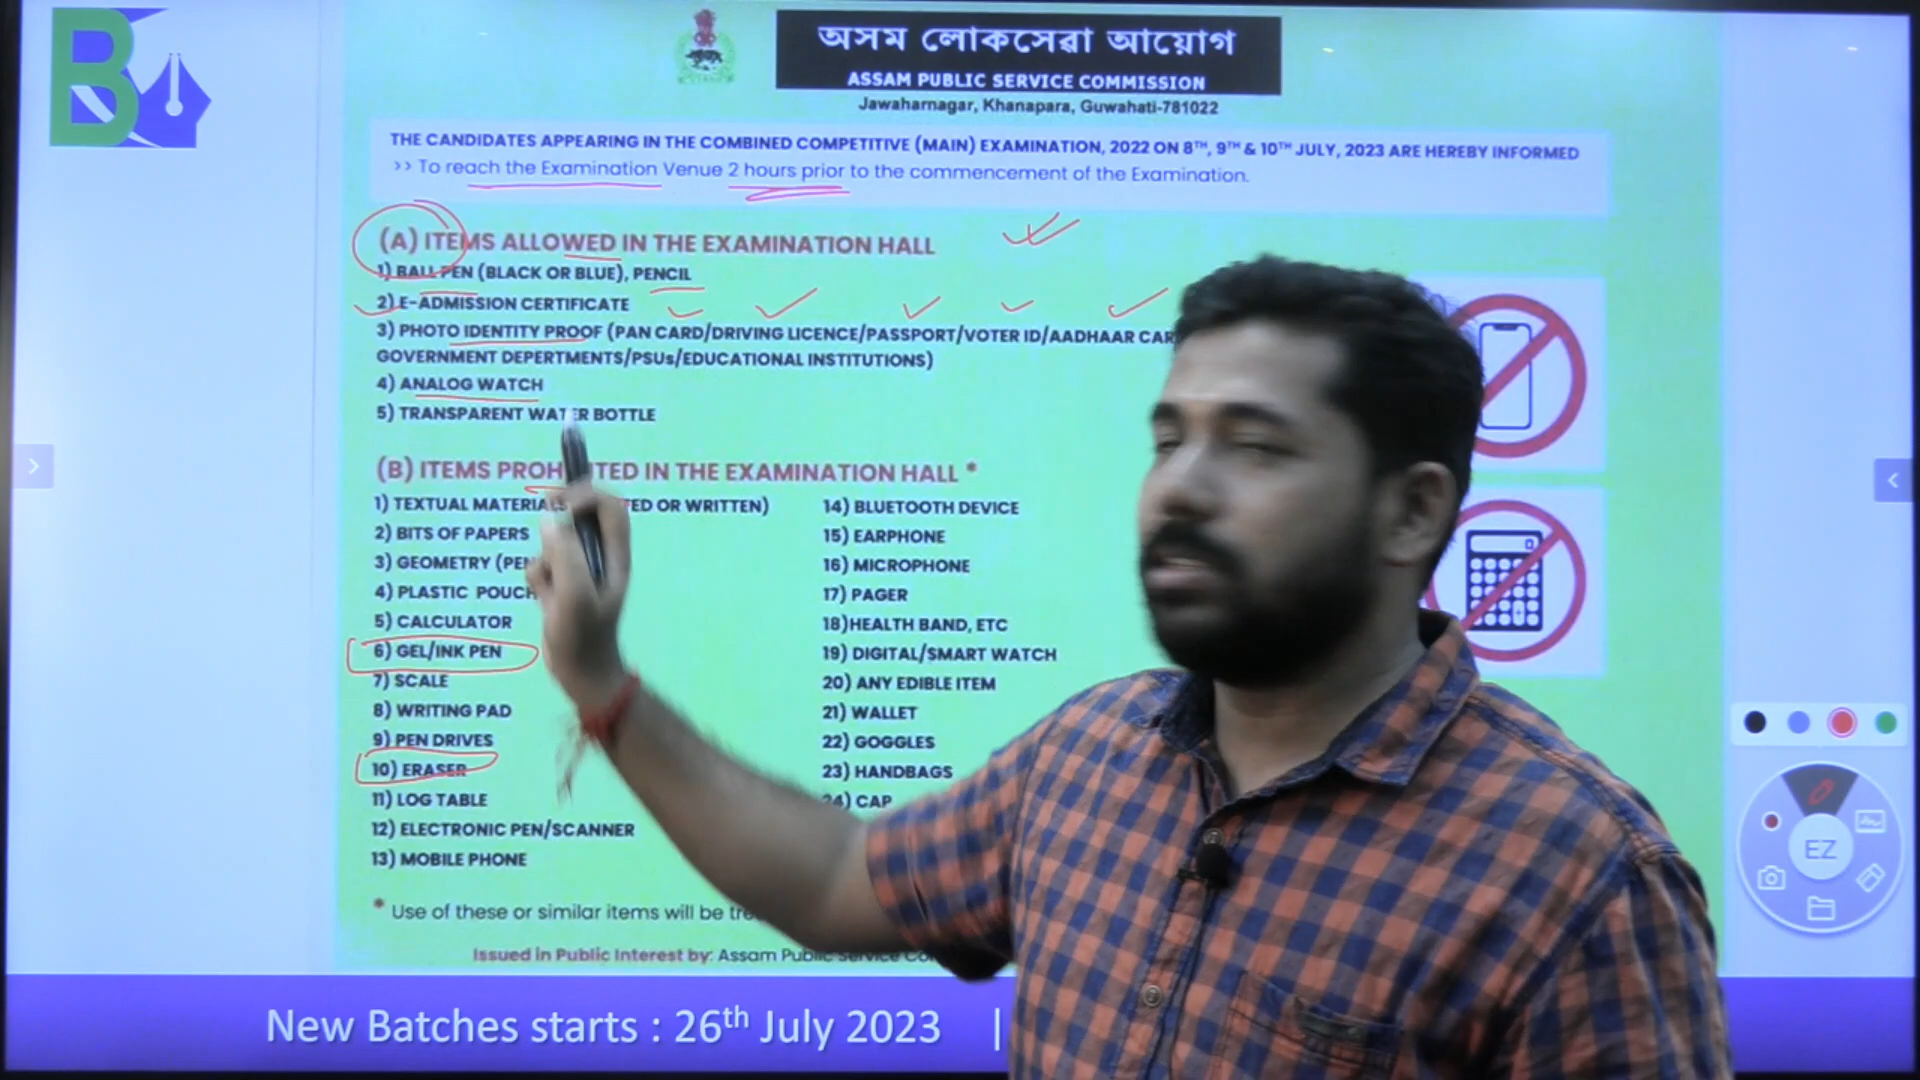 অসম লোকসেৱা আয়োগ
ASSAM PUBLIC SERVICE COMMISSION
Jawaharnagar, Khanapara, Guwahati-781022
THE CANDIDATES APPEARING IN THE COMBINED COMPETITIVE (MAIN) EXAMINATION, 2022 ON 8TH, 9TH & 10TH JULY, 2023 ARE HEREBY INFORMED
>> To reach the Examination Venue 2 hours prior to the commencement of the Examination.
(A) ITEMS ALLOWED IN THE EXAMINATION HALL
1) BALL PEN (BLACK OR BLUE), PENCIL
2) E-ADMISSION CERTIFICATE
3) PHOTO IDENTITY PROOF (PAN CARD/DRIVING LICENCE/PASSPORT/VOTER ID/AADHAAR
GOVERNMENT DEPERTMENTS/PSUs/EDUCATIONAL INSTITUTIONS)
4) ANALOG WATCH
5) TRANSPARENT WATER BOTTLE
(B) ITEMS IN THE EXAMINATION HALL *
1) TEXTUAL OR WRITTEN)
2) BITS OF PAPERS
3) GEOMETRY
4) PLASTIC POUCH
5) CALCULATOR
6) GEL/INK PEN
7) SCALE
8) WRITING PAD
9) PEN DRIVES
10) ERASER
11) LOG TABLE
12) ELECTRONIC PEN/SCANNER
13) MOBILE PHONE
14) BLUETOOTH DEVICE
15) EARPHONE
16) MICROPHONE
17) PAGER
18)HEALTH BAND, ETC
19) DIGITAL/SMART WATCH
20) ANY EDIBLE ITEM
21) WALLET
22) GOGGLES
23) HANDBAGS
24) CAP
* Use of these or similar items will be
Issued in Public Interest by: Assam Public Service
New Batches starts : 26th July 2023 |
EZ